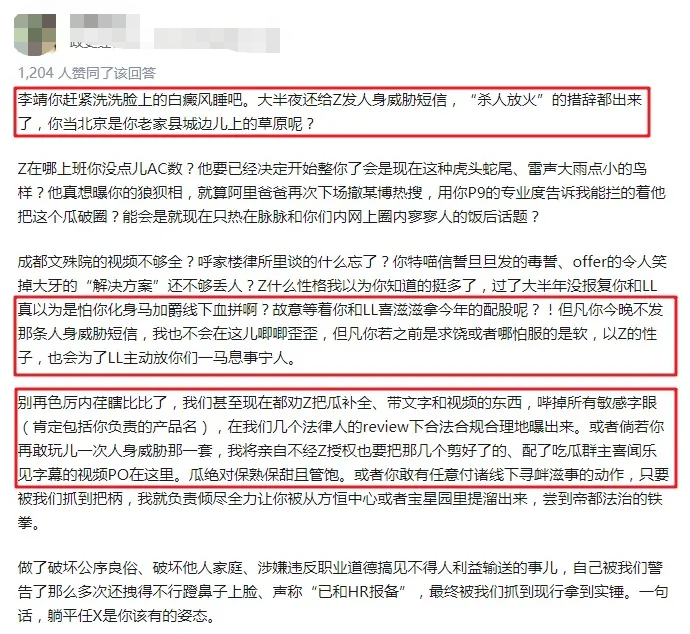 1,204 人赞同了该回答
李靖你赶紧洗洗脸上的白癜风睡吧。大半夜还给Z发人身威胁短信，“杀人放火”的措辞都出来
了，你当北京是你老家县城边儿上的草原呢？
Z在哪上班你没点儿AC数？他要已经决定开始整你了会是现在这种虎头蛇尾、雷声大雨点小的鸟
样？他真想曝你的狼狈相，就算阿里爸爸再次下场撤某博热搜，用你P9的专业度告诉我能拦的着他
把这个瓜破圈？能会是就现在只热在脉脉和你们内网上圈内寥寥人的饭后话题？
成都文殊院的视频不够全？呼家楼律所里谈的什么忘了？你特喵信誓旦旦发的毒誓、offer的令人笑
掉大牙的“解决方案”还不够丢人？Z什么性格我以为你知道的挺多了，过了大半年没报复你和LL
真以为是怕你化身马加爵线下血拼啊？故意等着你和LL喜滋滋拿今年的配股呢？！但凡你今晚不发
那条人身威胁短信，我也不会在这儿唧唧歪歪，但凡你若之前是求饶或者哪怕服的是软，以Z的性
子，也会为了LL主动放你们一马息事宁人。
别再色厉内荏瞎比比了，我们甚至现在都劝Z把瓜补全、带文字和视频的东西，哔掉所有敏感字眼
（肯定包括你负责的产品名），在我们几个法律人的review下合法合规合理地曝出来。或者倘若你
再敢玩儿一次人身威胁那一套，我将亲自不经Z授权也要把那几个剪好了的、配了吃瓜群主喜闻乐
见字幕的视频PO在这里。瓜绝对保熟保甜且管饱。或者你敢有任意付诸线下寻衅滋事的动作，只要
被我们抓到把柄，我就负责倾尽全力让你被从方恒中心或者宝星园里提溜出来，尝到帝都法治的铁
拳。
做了破坏公序良俗、破坏他人家庭、涉嫌违反职业道德搞见不得人利益输送的事儿，自己被我们警
告了那么多次还拽得不行蹬鼻子上脸、声称“已和HR报备”，最终被我们抓到现行拿到实锤。一句
话，躺平任X是你该有的姿态。